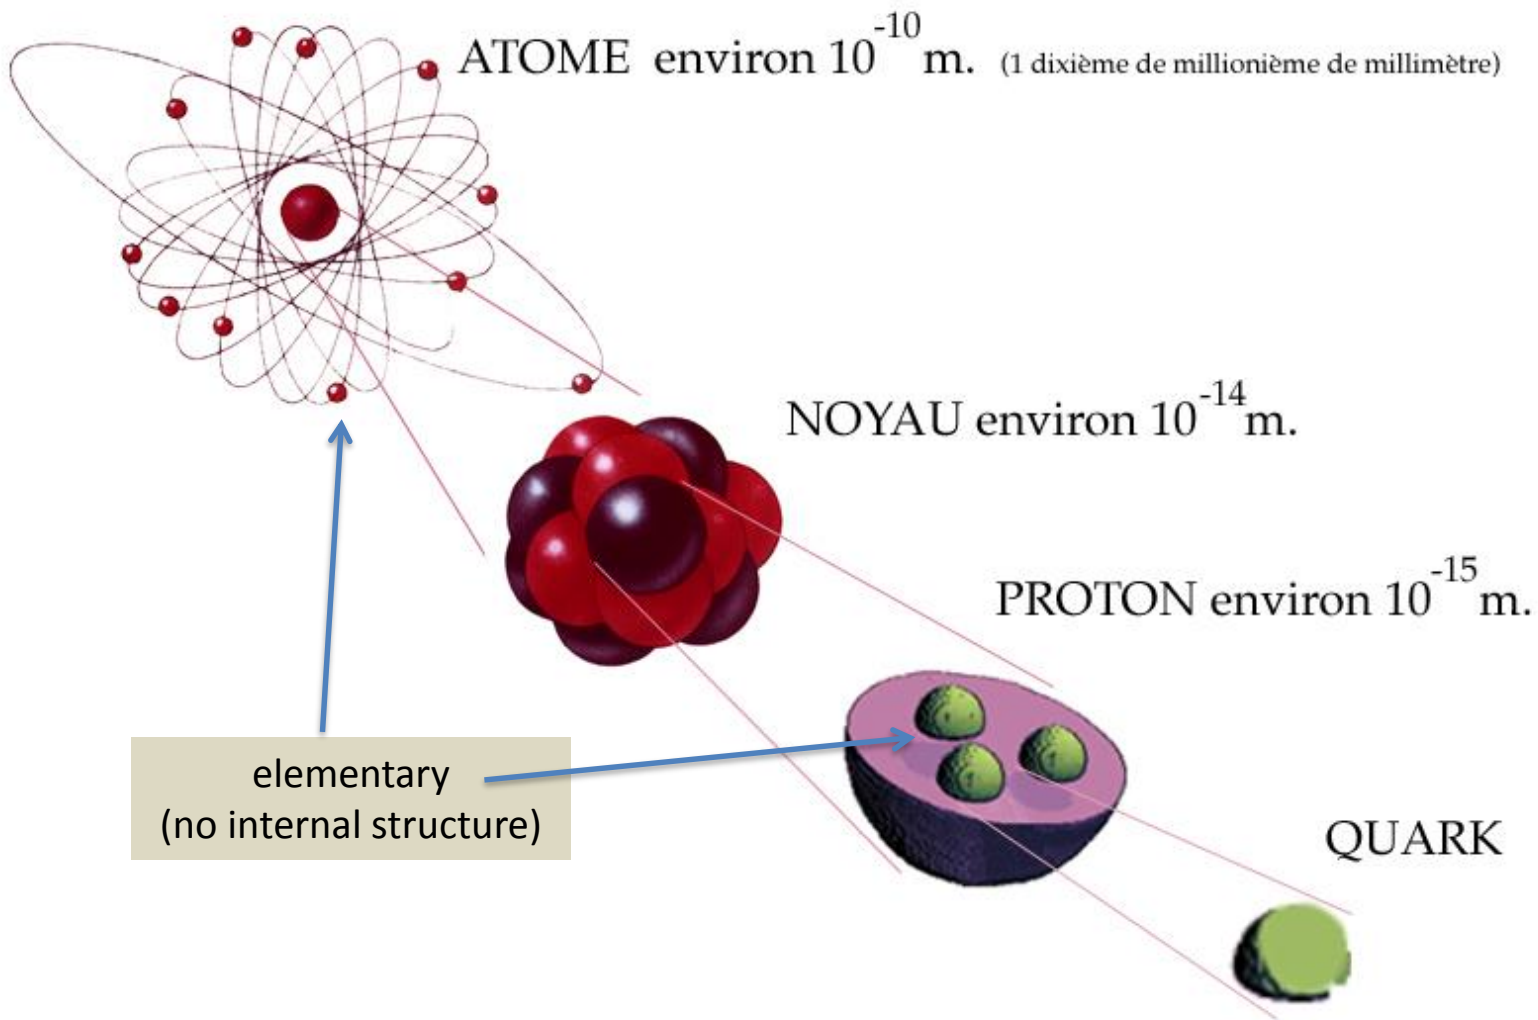 ATOME environ 10⁻¹⁰ m. (1 dixième de millionième de millimètre)
NOYAU environ 10⁻¹⁴ m.
PROTON environ 10⁻¹⁵ m.
elementary
(no internal structure)
QUARK